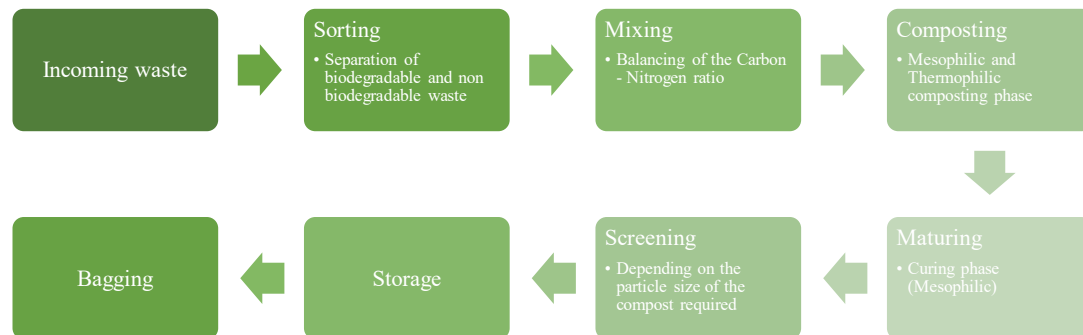 Incoming waste
Sorting
• Separation of
biodegradable and non
biodegradable waste
Mixing
• Balancing of the Carbon
- Nitrogen ratio
Composting
• Mesophilic and
Thermophilic
composting phase
Maturing
• Curing phase
(Mesophilic)
Screening
• Depending on the
particle size of the
compost required
Storage
Bagging